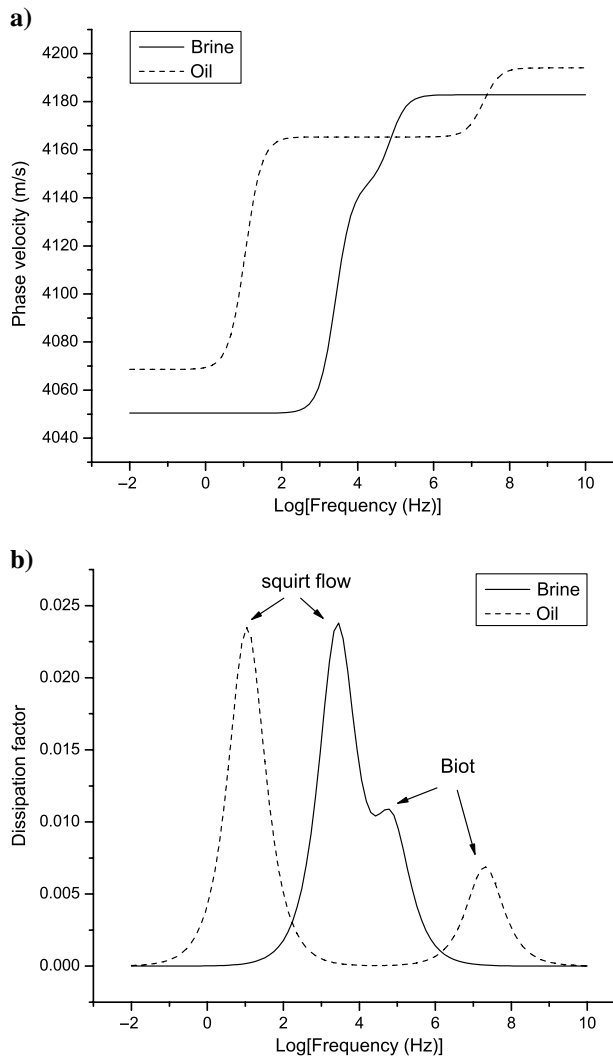 a)
Brine
Oil
4200
4180
4160
4140
4120
4100
4080
4060
4040
Phase velocity (m/s)
−2 0 2 4 6 8 10
Log[Frequency (Hz)]
b)
squirt flow
Brine
Oil
Biot
0.025
0.020
0.015
0.010
0.005
0.000
Dissipation factor
−2 0 2 4 6 8 10
Log[Frequency (Hz)]